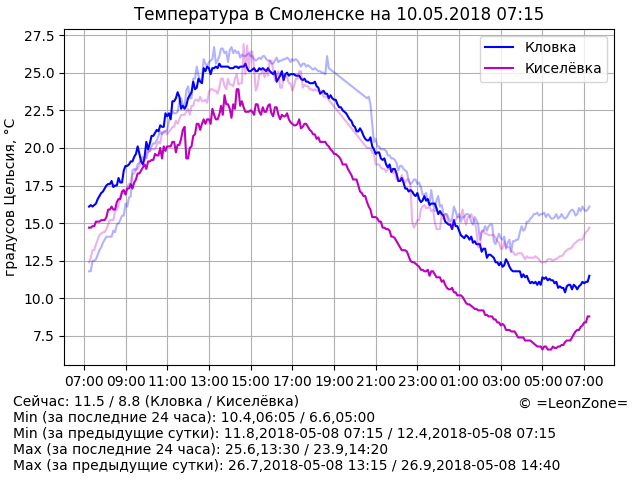 Температура в Смоленске на 10.05.2018 07:15
градусов Цельсия, °C
27.5
25.0
22.5
20.0
17.5
15.0
12.5
10.0
7.5
Кловка
Киселёвка
07:00 09:00 11:00 13:00 15:00 17:00 19:00 21:00 23:00 01:00 03:00 05:00 07:00
Сейчас: 11.5 / 8.8 (Кловка / Киселёвка)
© =LeonZone=
Min (за последние 24 часа): 10.4,06:05 / 6.6,05:00
Min (за предыдущие сутки): 11.8,2018-05-08 07:15 / 12.4,2018-05-08 07:15
Max (за последние 24 часа): 25.6,13:30 / 23.9,14:20
Max (за предыдущие сутки): 26.7,2018-05-08 13:15 / 26.9,2018-05-08 14:40